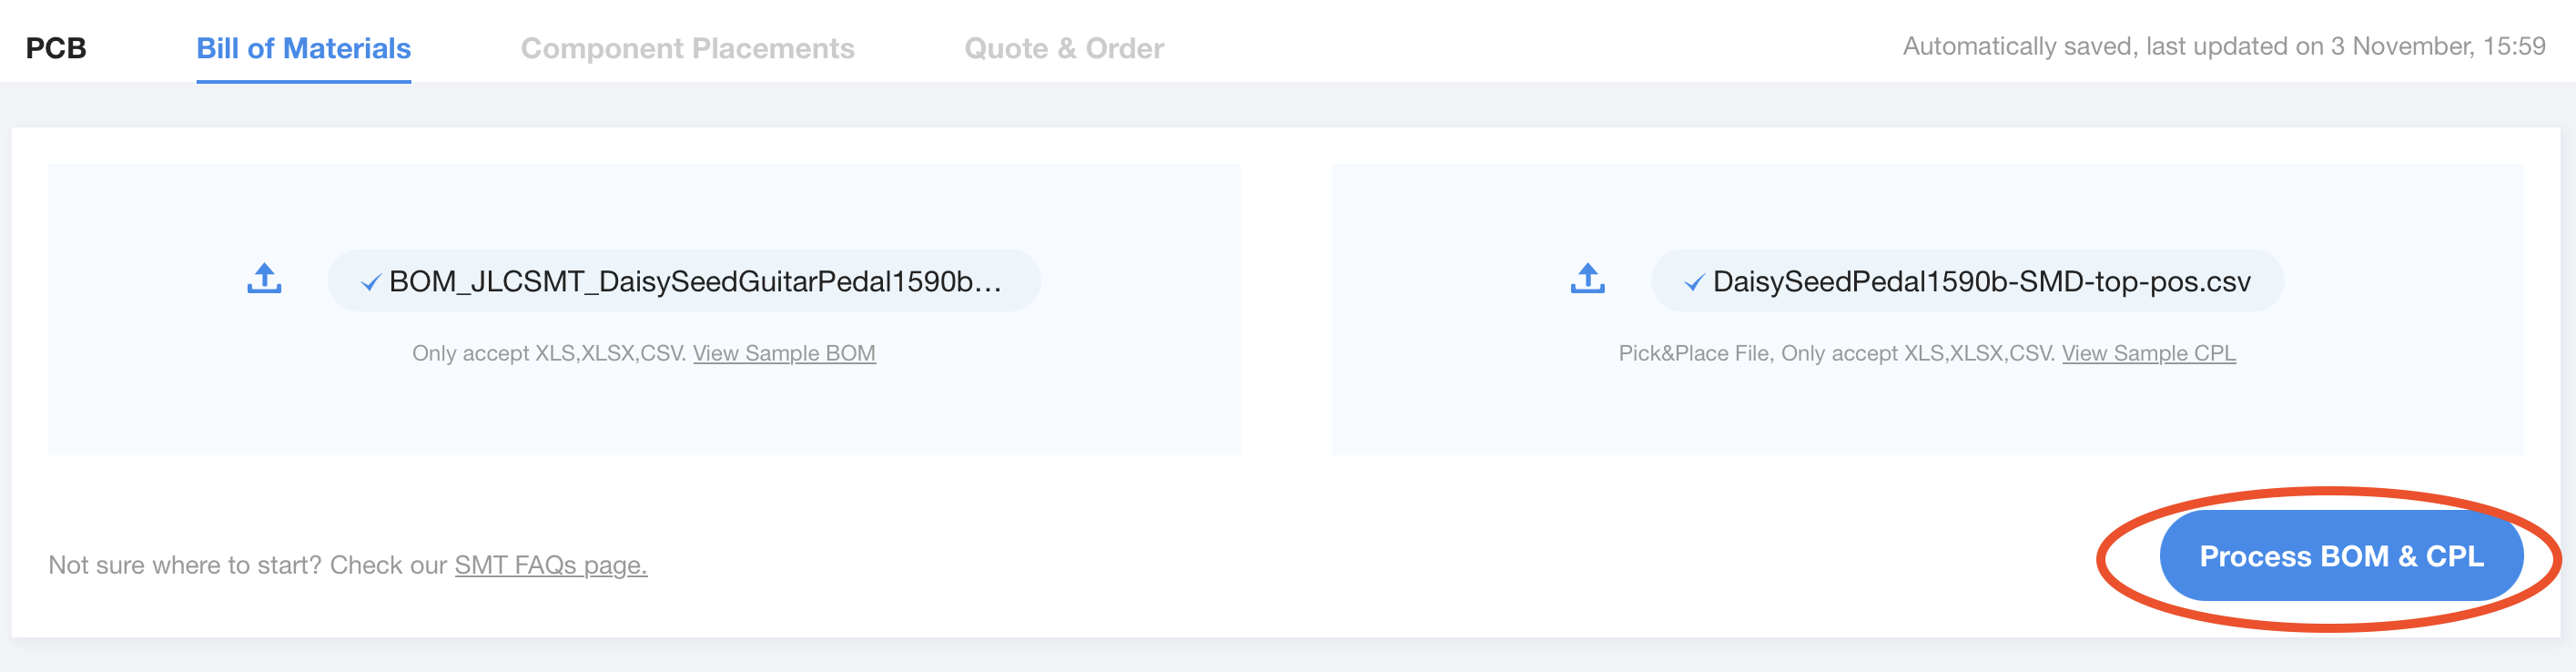 PCB
Bill of Materials
Component Placements
Quote & Order
Automatically saved, last updated on 3 November, 15:59
BOM_JLCSMT_DaisySeedGuitarPedal1590b...
Only accept XLS,XLSX,CSV. View Sample BOM
DaisySeedPedal1590b-SMD-top-pos.csv
Pick&Place File, Only accept XLS,XLSX,CSV. View Sample CPL
Not sure where to start? Check our SMT FAQs page.
Process BOM & CPL